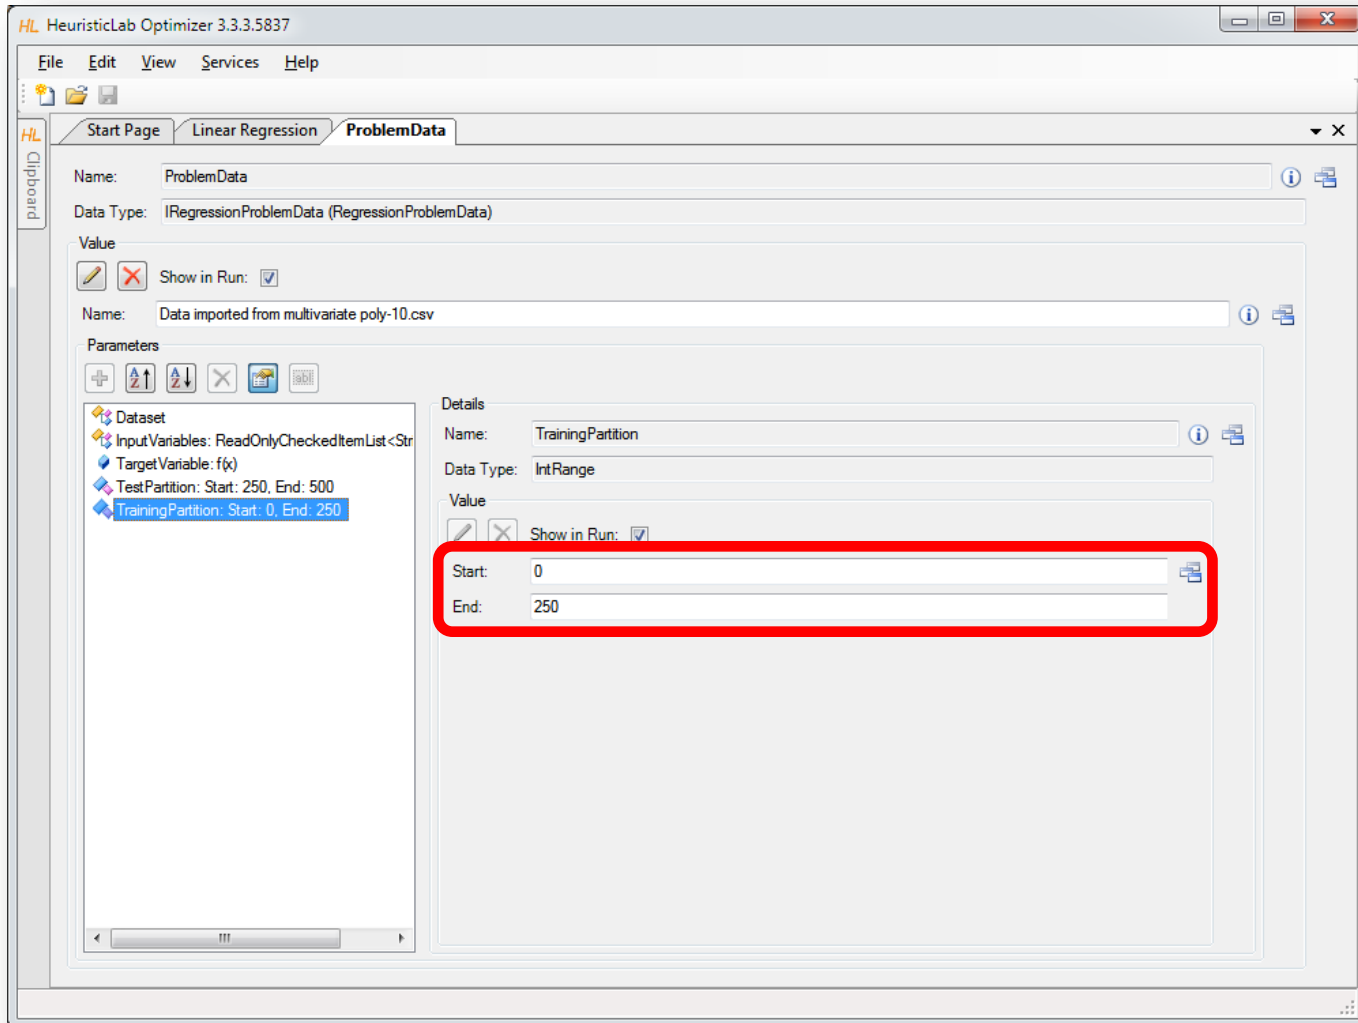 HL HeuristicLab Optimizer 3.3.3.5837
File Edit View Services Help
HL Clipboard
Start Page Linear Regression ProblemData
Name: ProblemData
Data Type: IRegressionProblemData (RegressionProblemData)
Value
Show in Run:
Name: Data imported from multivariate poly-10.csv
Parameters
Dataset
InputVariables: ReadOnlyCheckedItemList<Str
TargetVariable: f(x)
TestPartition: Start: 250, End: 500
TrainingPartition: Start: 0, End: 250
Details
Name: TrainingPartition
Data Type: IntRange
Value
Show in Run:
Start: 0
End: 250